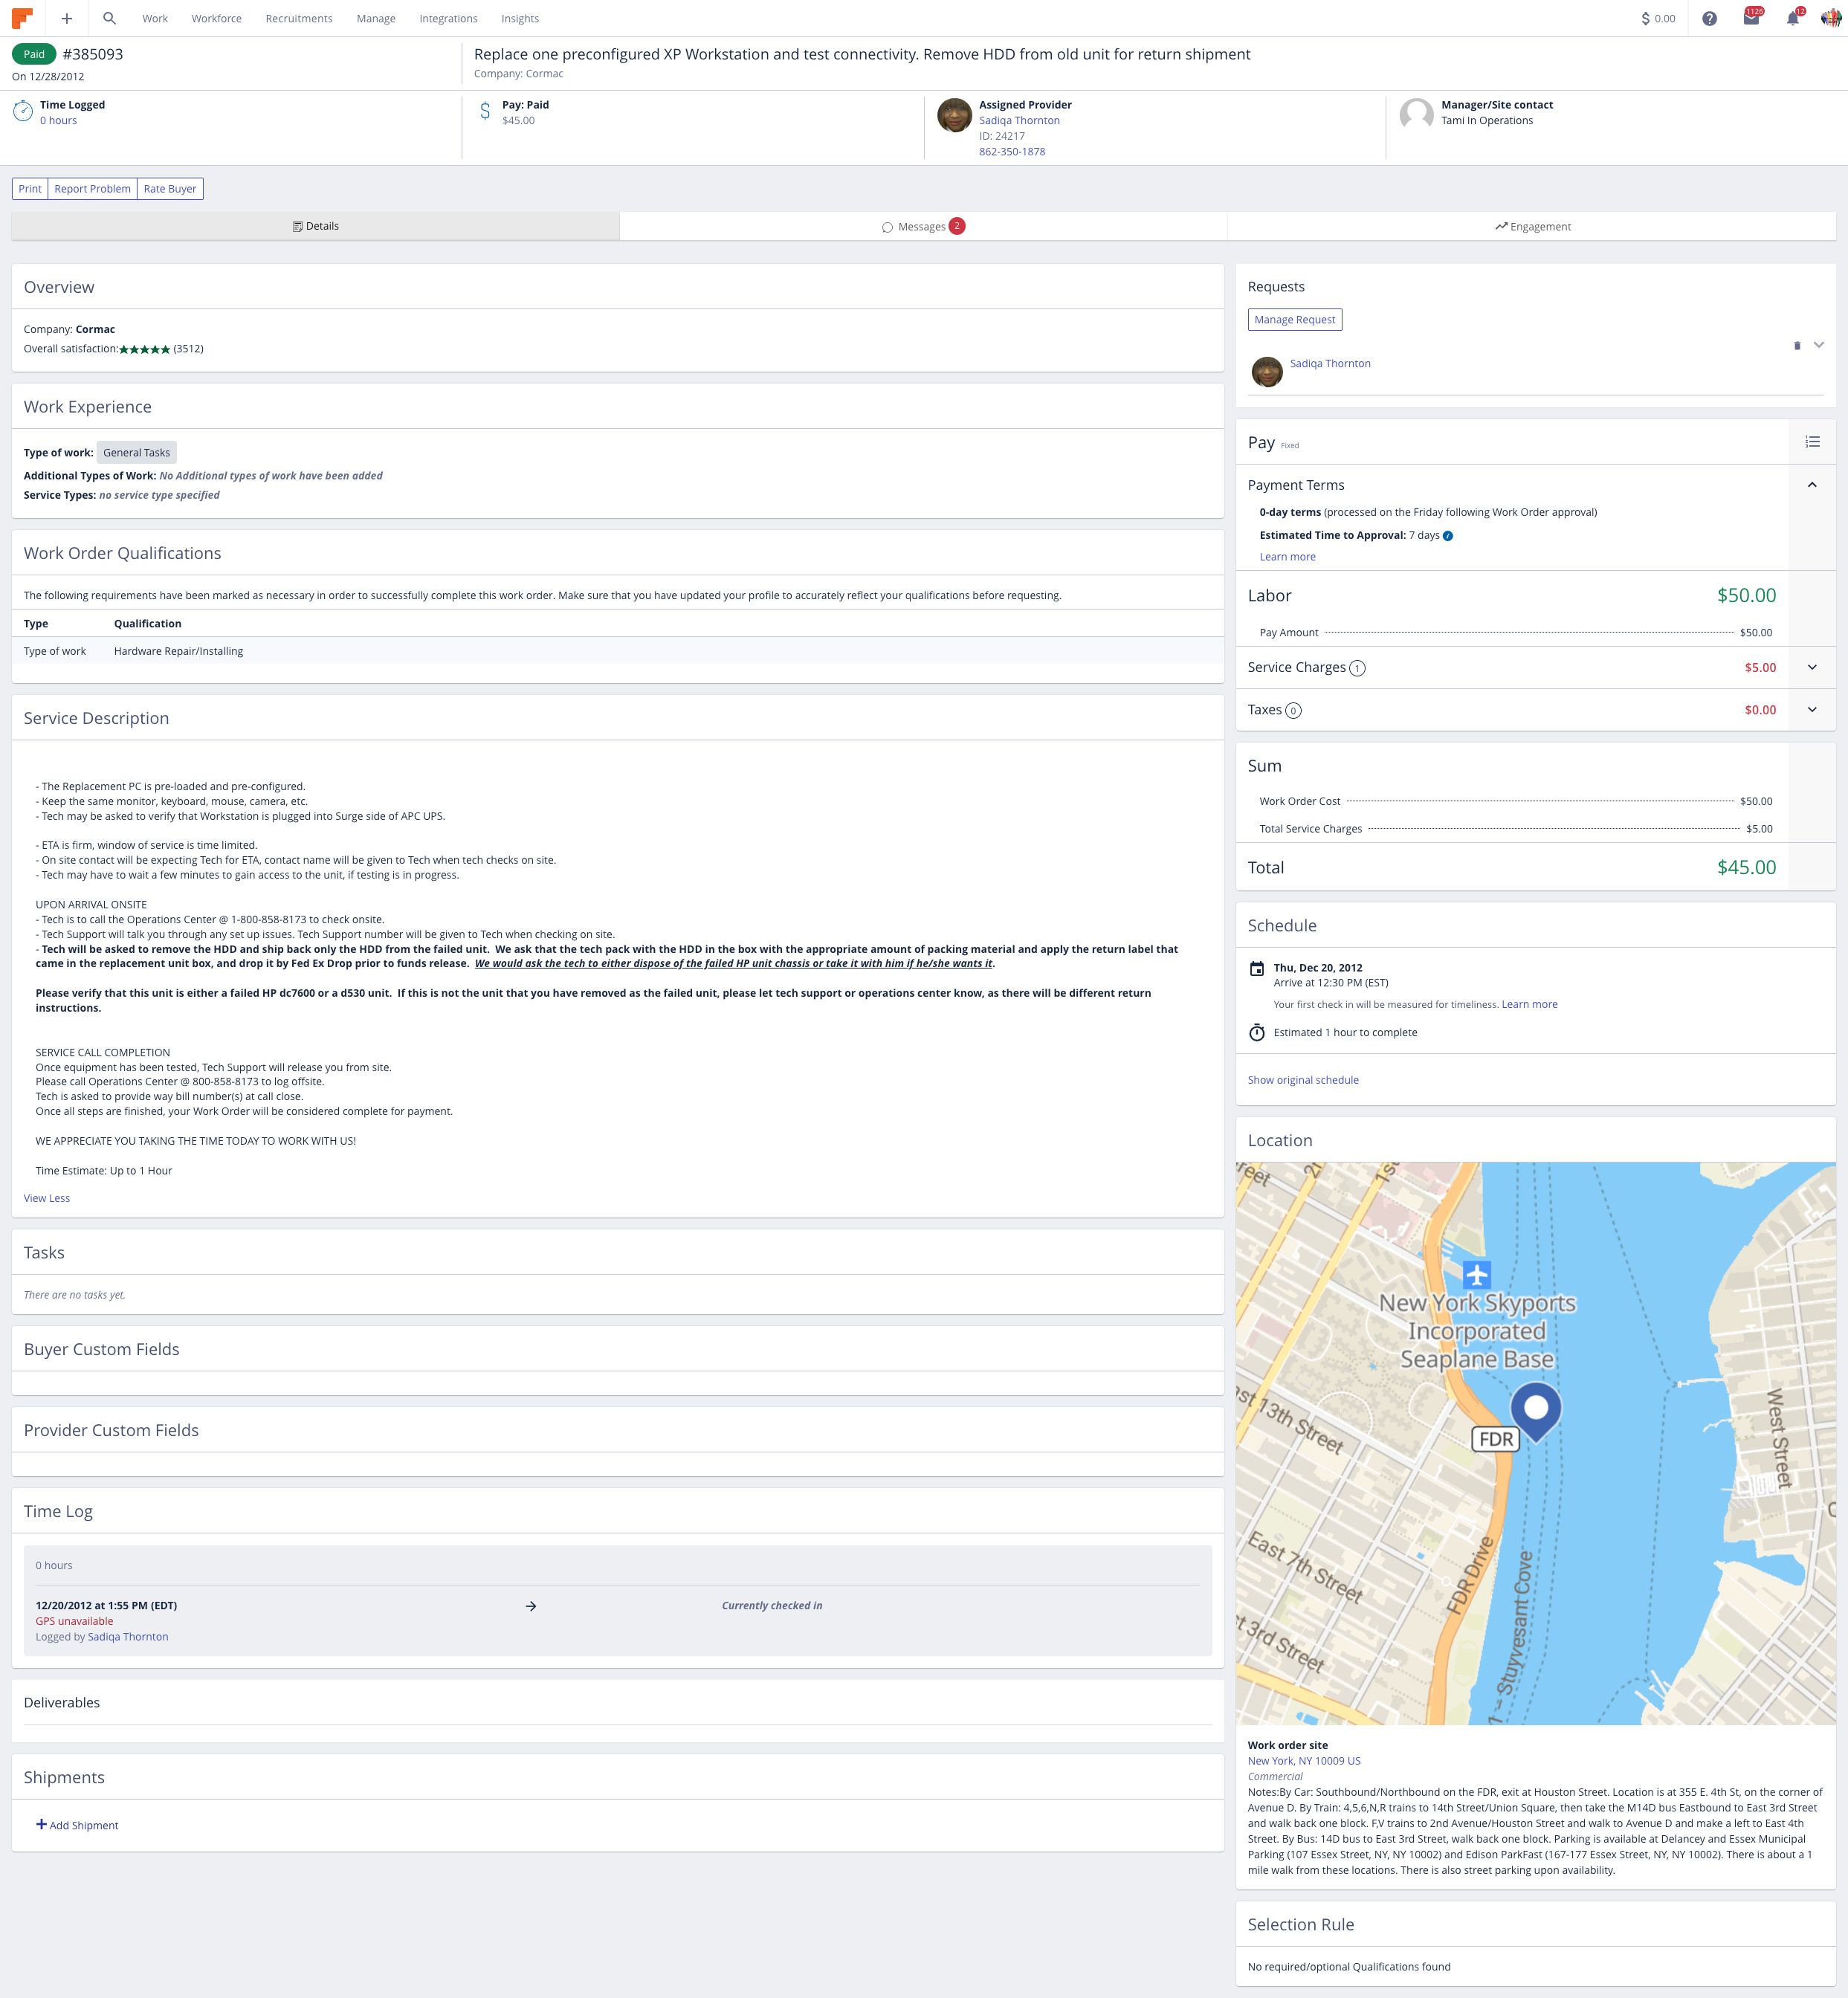 Work
Workforce
Recruitments
Manage
Integrations
Insights
$ 0.00
1126
12
Paid #385093
On 12/28/2012
Replace one preconfigured XP Workstation and test connectivity. Remove HDD from old unit for return shipment
Company: Cormac
Time Logged
0 hours
Pay: Paid
$45.00
Assigned Provider
Sadiqa Thornton
ID: 24217
862-350-1878
Manager/Site contact
Tami In Operations
Print
Report Problem
Rate Buyer
Details
Messages 2
Engagement
Overview
Company: Cormac
Overall satisfaction:★★★★★ (3512)
Work Experience
Type of work: General Tasks
Additional Types of Work: No Additional types of work have been added
Service Types: no service type specified
Work Order Qualifications
The following requirements have been marked as necessary in order to successfully complete this work order. Make sure that you have updated your profile to accurately reflect your qualifications before requesting.
Type Qualification
Type of work Hardware Repair/Installing
Service Description
- The Replacement PC is pre-loaded and pre-configured.
- Keep the same monitor, keyboard, mouse, camera, etc.
- Tech may be asked to verify that Workstation is plugged into Surge side of APC UPS.
- ETA is firm, window of service is time limited.
- On site contact will be expecting Tech for ETA, contact name will be given to Tech when tech checks on site.
- Tech may have to wait a few minutes to gain access to the unit, if testing is in progress.
UPON ARRIVAL ONSITE
- Tech is to call the Operations Center @ 1-800-858-8173 to check onsite.
- Tech Support will talk you through any set up issues. Tech Support number will be given to Tech when checking on site.
- Tech will be asked to remove the HDD and ship back only the HDD from the failed unit. We ask that the tech pack with the HDD in the box with the appropriate amount of packing material and apply the return label that
came in the replacement unit box, and drop it by Fed Ex Drop prior to funds release. We would ask the tech to either dispose of the failed HP unit chassis or take it with him if he/she wants it.
Please verify that this unit is either a failed HP dc7600 or a d530 unit. If this is not the unit that you have removed as the failed unit, please let tech support or operations center know, as there will be different return
instructions.
SERVICE CALL COMPLETION
Once equipment has been tested, Tech Support will release you from site.
Please call Operations Center @ 800-858-8173 to log offsite.
Tech is asked to provide way bill number(s) at call close.
Once all steps are finished, your Work Order will be considered complete for payment.
WE APPRECIATE YOU TAKING THE TIME TODAY TO WORK WITH US!
Time Estimate: Up to 1 Hour
View Less
Tasks
There are no tasks yet.
Buyer Custom Fields
Provider Custom Fields
Time Log
0 hours
12/20/2012 at 1:55 PM (EDT)
Currently checked in
GPS unavailable
Logged by Sadiqa Thornton
Deliverables
Shipments
+ Add Shipment
Requests
Manage Request
Sadiqa Thornton
Pay Fixed
Payment Terms
0-day terms (processed on the Friday following Work Order approval)
Estimated Time to Approval: 7 days
Learn more
Labor $50.00
Pay Amount $50.00
Service Charges 1 $5.00
Taxes 0 $0.00
Sum
Work Order Cost $50.00
Total Service Charges $5.00
Total $45.00
Schedule
Thu, Dec 20, 2012
Arrive at 12:30 PM (EST)
Your first check in will be measured for timeliness. Learn more
Estimated 1 hour to complete
Show original schedule
Location
New York Skyports
Incorporated
Seaplane Base
st 13th Street
FDR
West Street
East 7th Street
FDR Drive
Stuyvesant Cove
t 3rd Street
Work order site
New York, NY 10009 US
Commercial
Notes:By Car: Southbound/Northbound on the FDR, exit at Houston Street. Location is at 355 E. 4th St, on the corner of
Avenue D. By Train: 4,5,6,N,R trains to 14th Street/Union Square, then take the M14D bus Eastbound to East 3rd Street
and walk back one block. F,V trains to 2nd Avenue/Houston Street and walk to Avenue D and make a left to East 4th
Street. By Bus: 14D bus to East 3rd Street, walk back one block. Parking is available at Delancey and Essex Municipal
Parking (107 Essex Street, NY, NY 10002) and Edison ParkFast (167-177 Essex Street, NY, NY 10002). There is about a 1
mile walk from these locations. There is also street parking upon availability.
Selection Rule
No required/optional Qualifications found